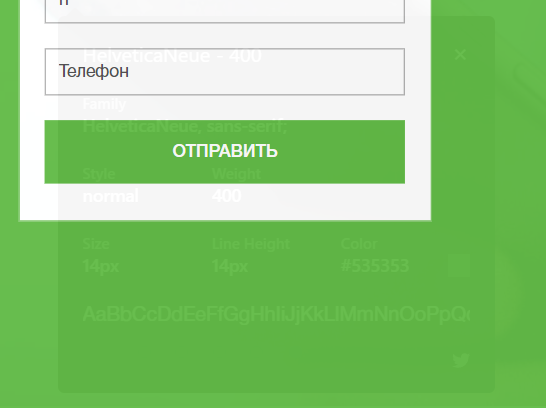 HelveticaNeue - 400
×
Телефон
Family
HelveticaNeue, sans-serif;
ОТПРАВИТЬ
Style Weight
normal 400
Size Line Height Color
14px 14px #535353
AaBbCcDdEeFfGgHhIiJjKkLlMmNnOoPpQ